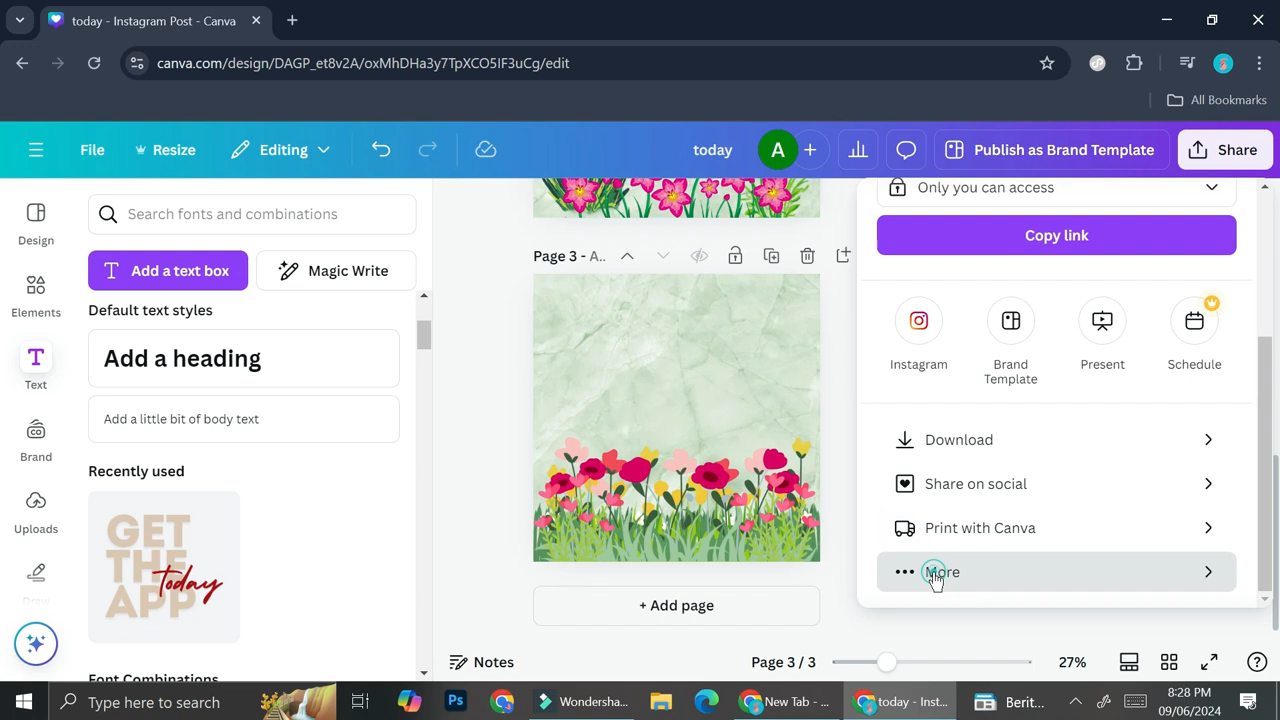 today - Instagram Post - Canva
canva.com/design/DAGP_et8v2A/oxMhDHa3y7TpXCO5IF3uCg/edit
All Bookmarks
File
Resize
Editing
today
A
Publish as Brand Template
Share
Design
Elements
Text
Brand
Uploads
Draw
Search fonts and combinations
Add a text box
Magic Write
Default text styles
Add a heading
Add a little bit of body text
Recently used
GET
THE
today
APP
Font Combinations
Page 3 - A..
+ Add page
Only you can access
Copy link
Instagram
Brand
Template
Present
Schedule
Download
Share on social
Print with Canva
More
Notes
Page 3 / 3
27%
Type here to search
Ps
Wondersha...
New Tab - ...
today - Inst...
Berit...
8:28 PM
09/06/2024